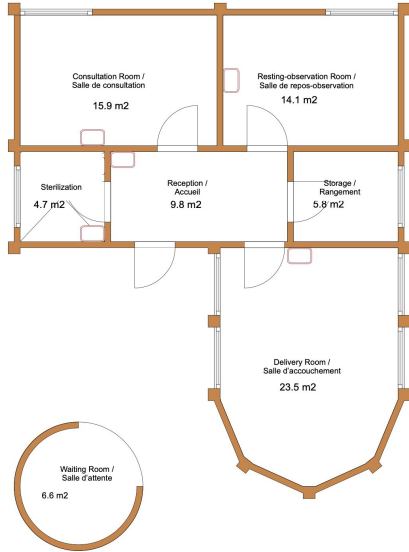 Consultation Room /
Salle de consultation
15.9 m2
Resting-observation Room /
Salle de repos-observation
14.1 m2
Sterilization
4.7 m2
Reception /
Accueil
9.8 m2
Storage /
Rangement
5.8 m2
Delivery Room /
Salle d'accouchement
23.5 m2
Waiting Room /
Salle d'attente
6.6 m2